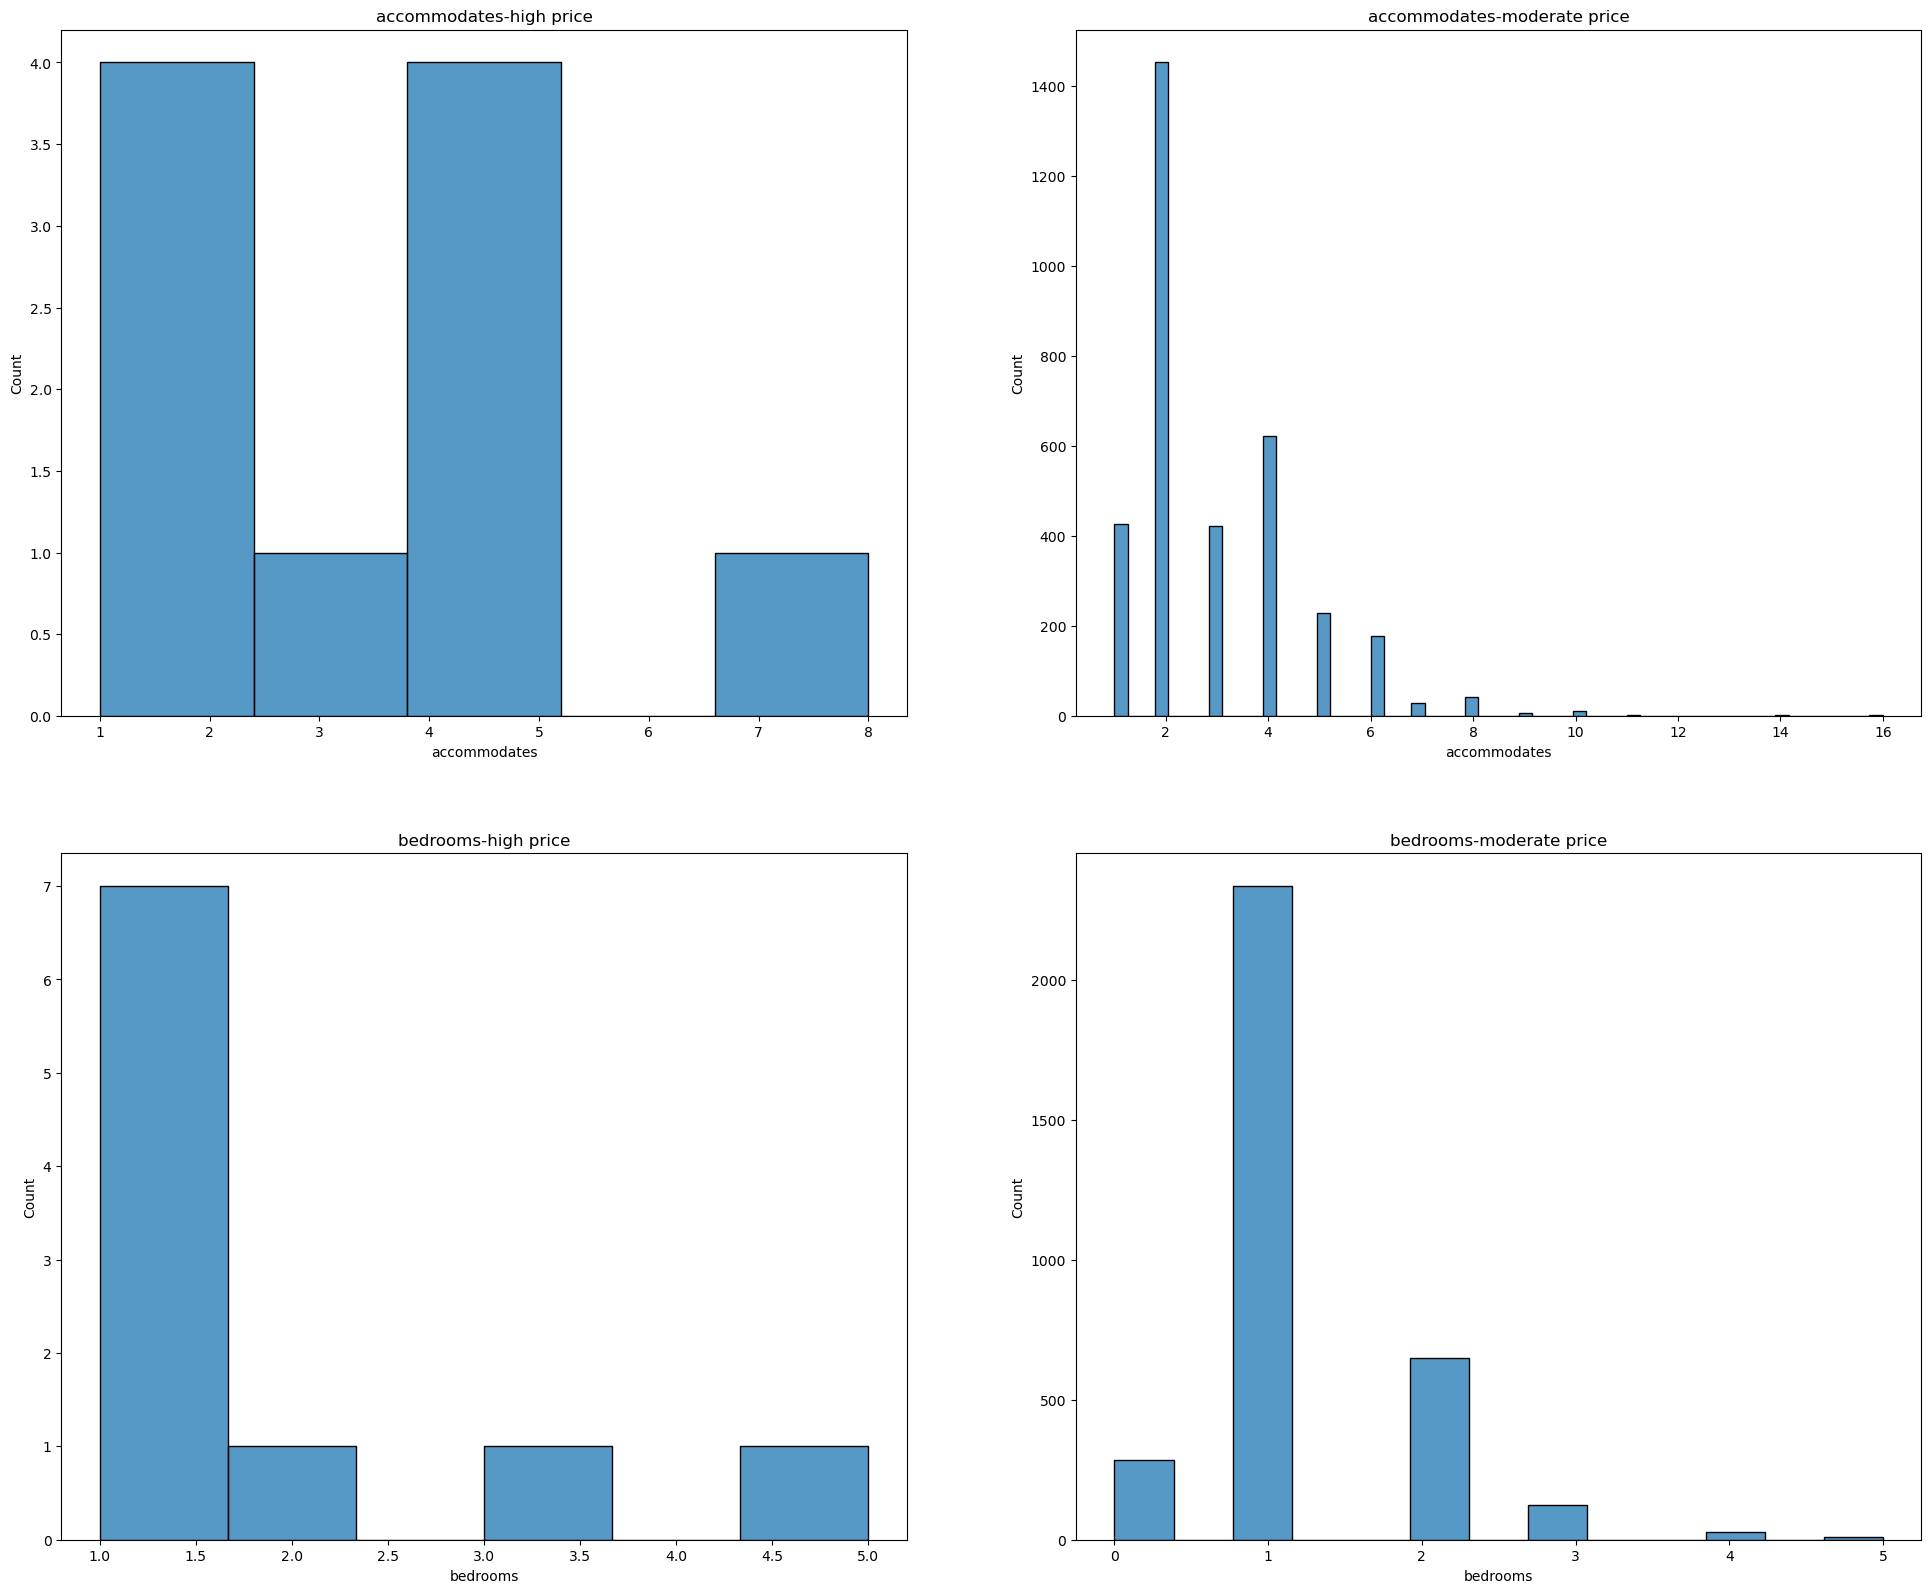 accommodates-high price
4.0
3.5
3.0
2.5
2.0
1.5
1.0
0.5
0.0
Count
1 2 3 4 5 6 7 8
accommodates
accommodates-moderate price
1400
1200
1000
800
600
400
200
0
Count
2 4 6 8 10 12 14 16
accommodates
bedrooms-high price
7
6
5
4
3
2
1
0
Count
1.0 1.5 2.0 2.5 3.0 3.5 4.0 4.5 5.0
bedrooms
bedrooms-moderate price
2000
1500
1000
500
0
Count
0 1 2 3 4 5
bedrooms